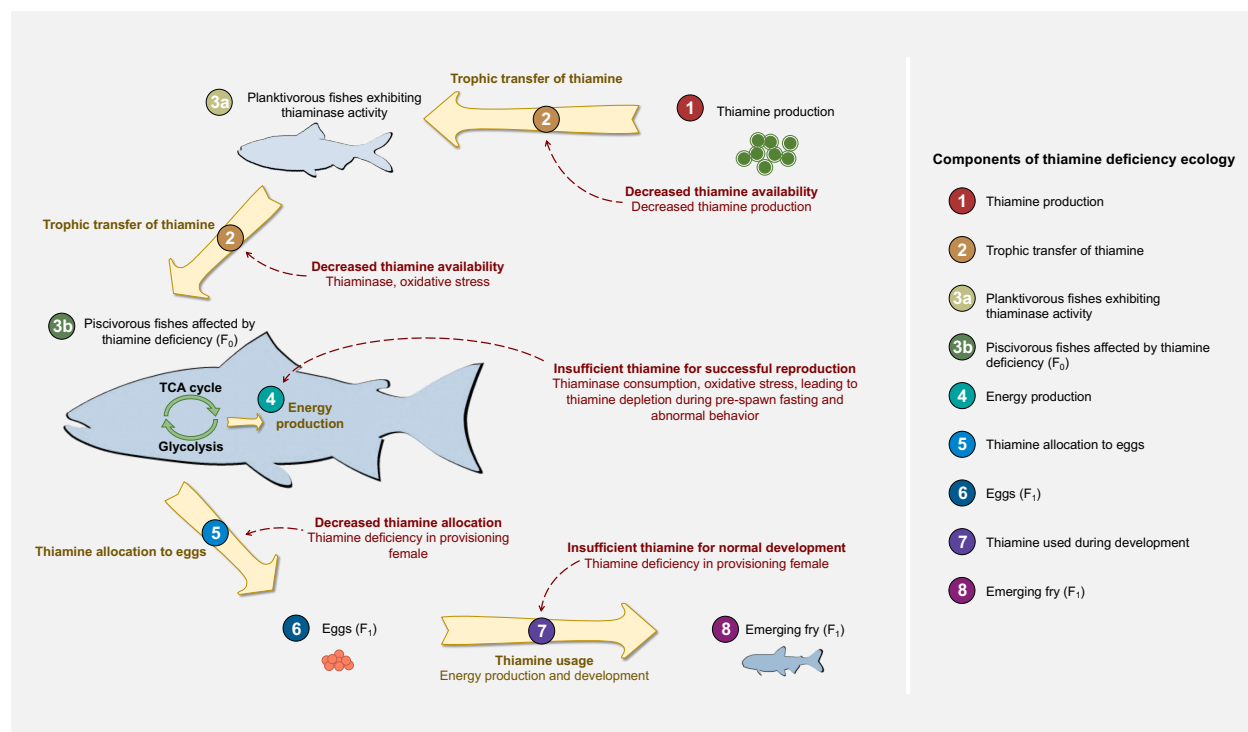 Trophic transfer of thiamine
3a
Planktivorous fishes exhibiting
thiaminase activity
2
1
Thiamine production
Decreased thiamine availability
Decreased thiamine production
Trophic transfer of thiamine
2
Decreased thiamine availability
Thiaminase, oxidative stress
3b
Piscivorous fishes affected by
thiamine deficiency (F₀)
TCA cycle
Glycolysis
4
Energy
production
Insufficient thiamine for successful reproduction
Thiaminase consumption, oxidative stress, leading to
thiamine depletion during pre-spawn fasting and
abnormal behavior
5
Thiamine allocation to eggs
Decreased thiamine allocation
Thiamine deficiency in provisioning
female
Insufficient thiamine for normal development
Thiamine deficiency in provisioning female
6
Eggs (F₁)
7
Thiamine usage
Energy production and development
8
Emerging fry (F₁)
Components of thiamine deficiency ecology
1
Thiamine production
2
Trophic transfer of thiamine
3a
Planktivorous fishes exhibiting
thiaminase activity
3b
Piscivorous fishes affected by thiamine
deficiency (F₀)
4
Energy production
5
Thiamine allocation to eggs
6
Eggs (F₁)
7
Thiamine used during development
8
Emerging fry (F₁)